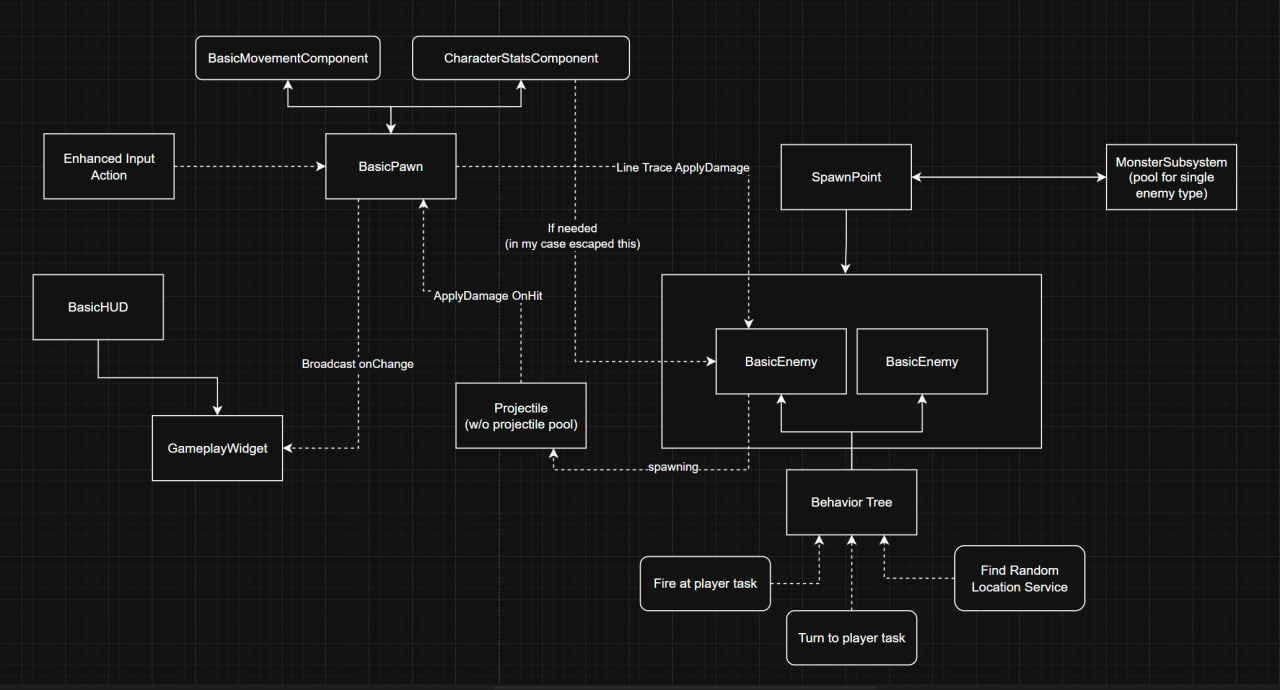 BasicMovementComponent
CharacterStatsComponent
Enhanced Input
Action
BasicPawn
Line Trace ApplyDamage
SpawnPoint
MonsterSubsystem
(pool for single
enemy type)
If needed
(in my case escaped this)
BasicHUD
ApplyDamage OnHit
Broadcast onChange
BasicEnemy
BasicEnemy
Projectile
(w/o projectile pool)
GameplayWidget
spawning
Behavior Tree
Fire at player task
Find Random
Location Service
Turn to player task